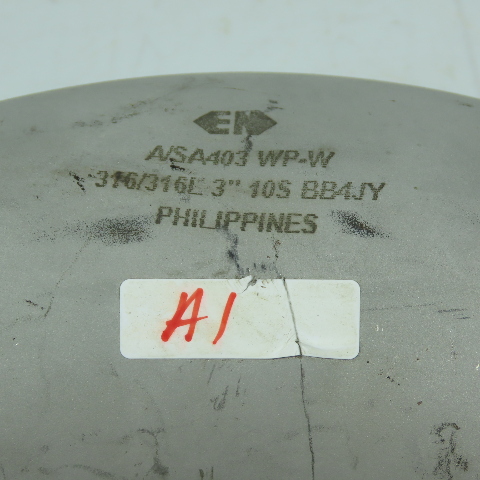 EN
A/SA403 WP-W
316/316L 3" 10S BB4JY
PHILIPPINES
A1